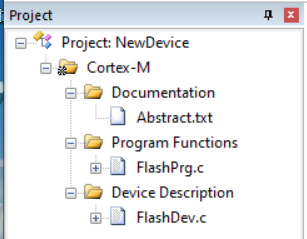 Project
Project: NewDevice
Cortex-M
Documentation
Abstract.txt
Program Functions
FlashPrg.c
Device Description
FlashDev.c